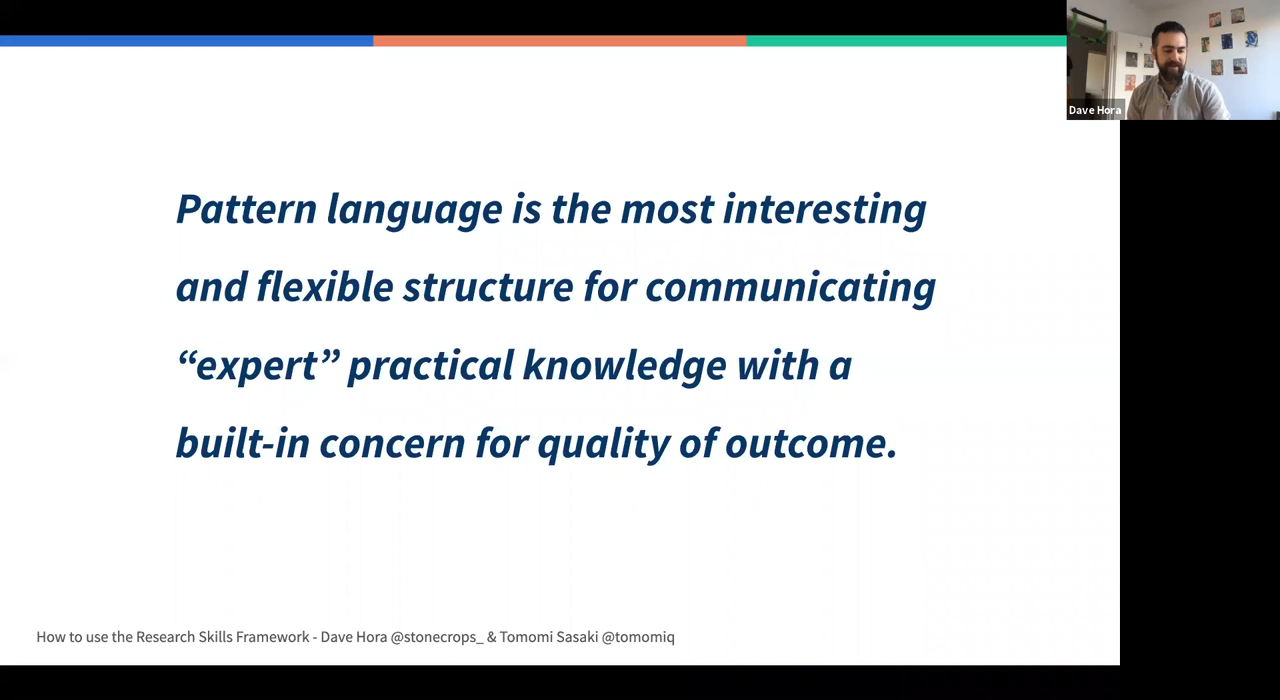 Dave Hora
Pattern language is the most interesting
and flexible structure for communicating
“expert” practical knowledge with a
built-in concern for quality of outcome.
How to use the Research Skills Framework - Dave Hora @stonecrops_ & Tomomi Sasaki @tomomiq